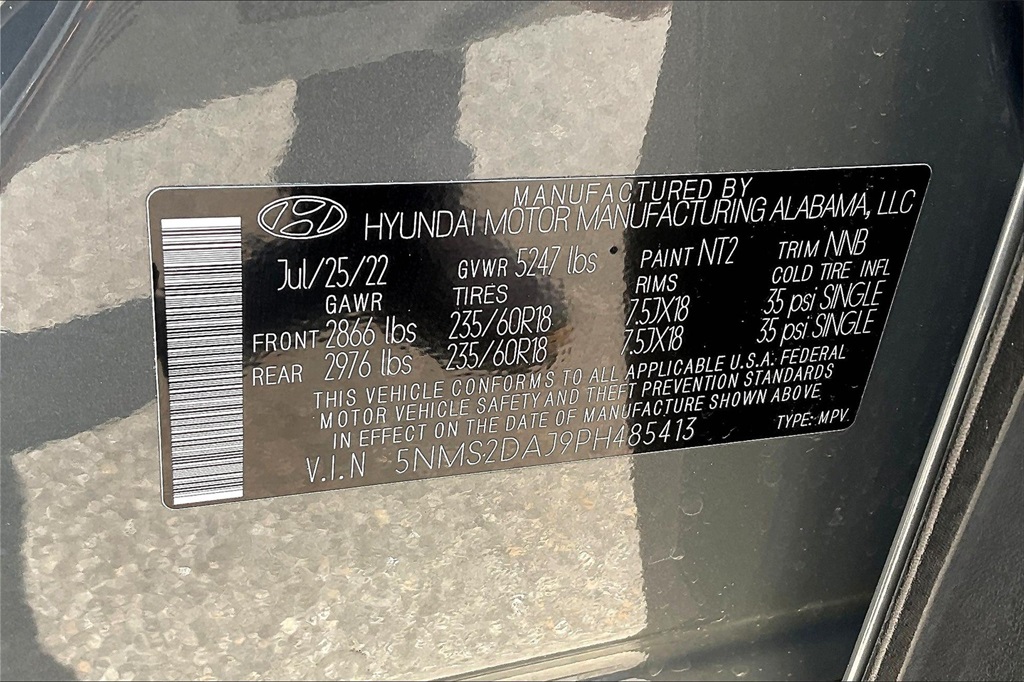 MANUFACTURED BY
HYUNDAI MOTOR MANUFACTURING ALABAMA, LLC
Jul/25/22 GVWR 5247 lbs PAINT NT2 TRIM NNB
GAWR TIRES RIMS COLD TIRE INFL
FRONT 2866 lbs 235/60R18 7.5JX18 35 psi SINGLE
REAR 2976 lbs 235/60R18 7.5JX18 35 psi SINGLE
THIS VEHICLE CONFORMS TO ALL APPLICABLE U.S.A. FEDERAL
MOTOR VEHICLE SAFETY AND THEFT PREVENTION STANDARDS
IN EFFECT ON THE DATE OF MANUFACTURE SHOWN ABOVE
V.I.N 5NMS2DAJ9PH485413 TYPE: MPV